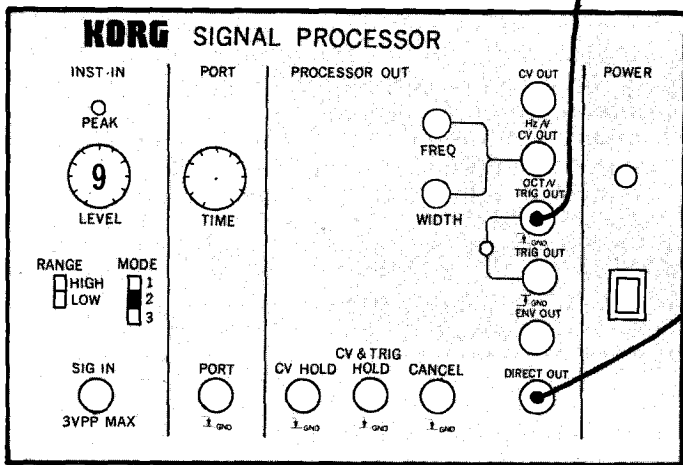 KORG SIGNAL PROCESSOR
INST-IN
PEAK
9
LEVEL
RANGE
HIGH
LOW
MODE
1
2
3
SIG IN
3VPP MAX
PORT
TIME
PORT
GND
PROCESSOR OUT
FREQ
WIDTH
CV HOLD
GND
CV & TRIG
HOLD
GND
CANCEL
GND
CV OUT
Hz/V
CV OUT
OCT/V
TRIG OUT
GND
TRIG OUT
GND
ENV OUT
DIRECT OUT
POWER